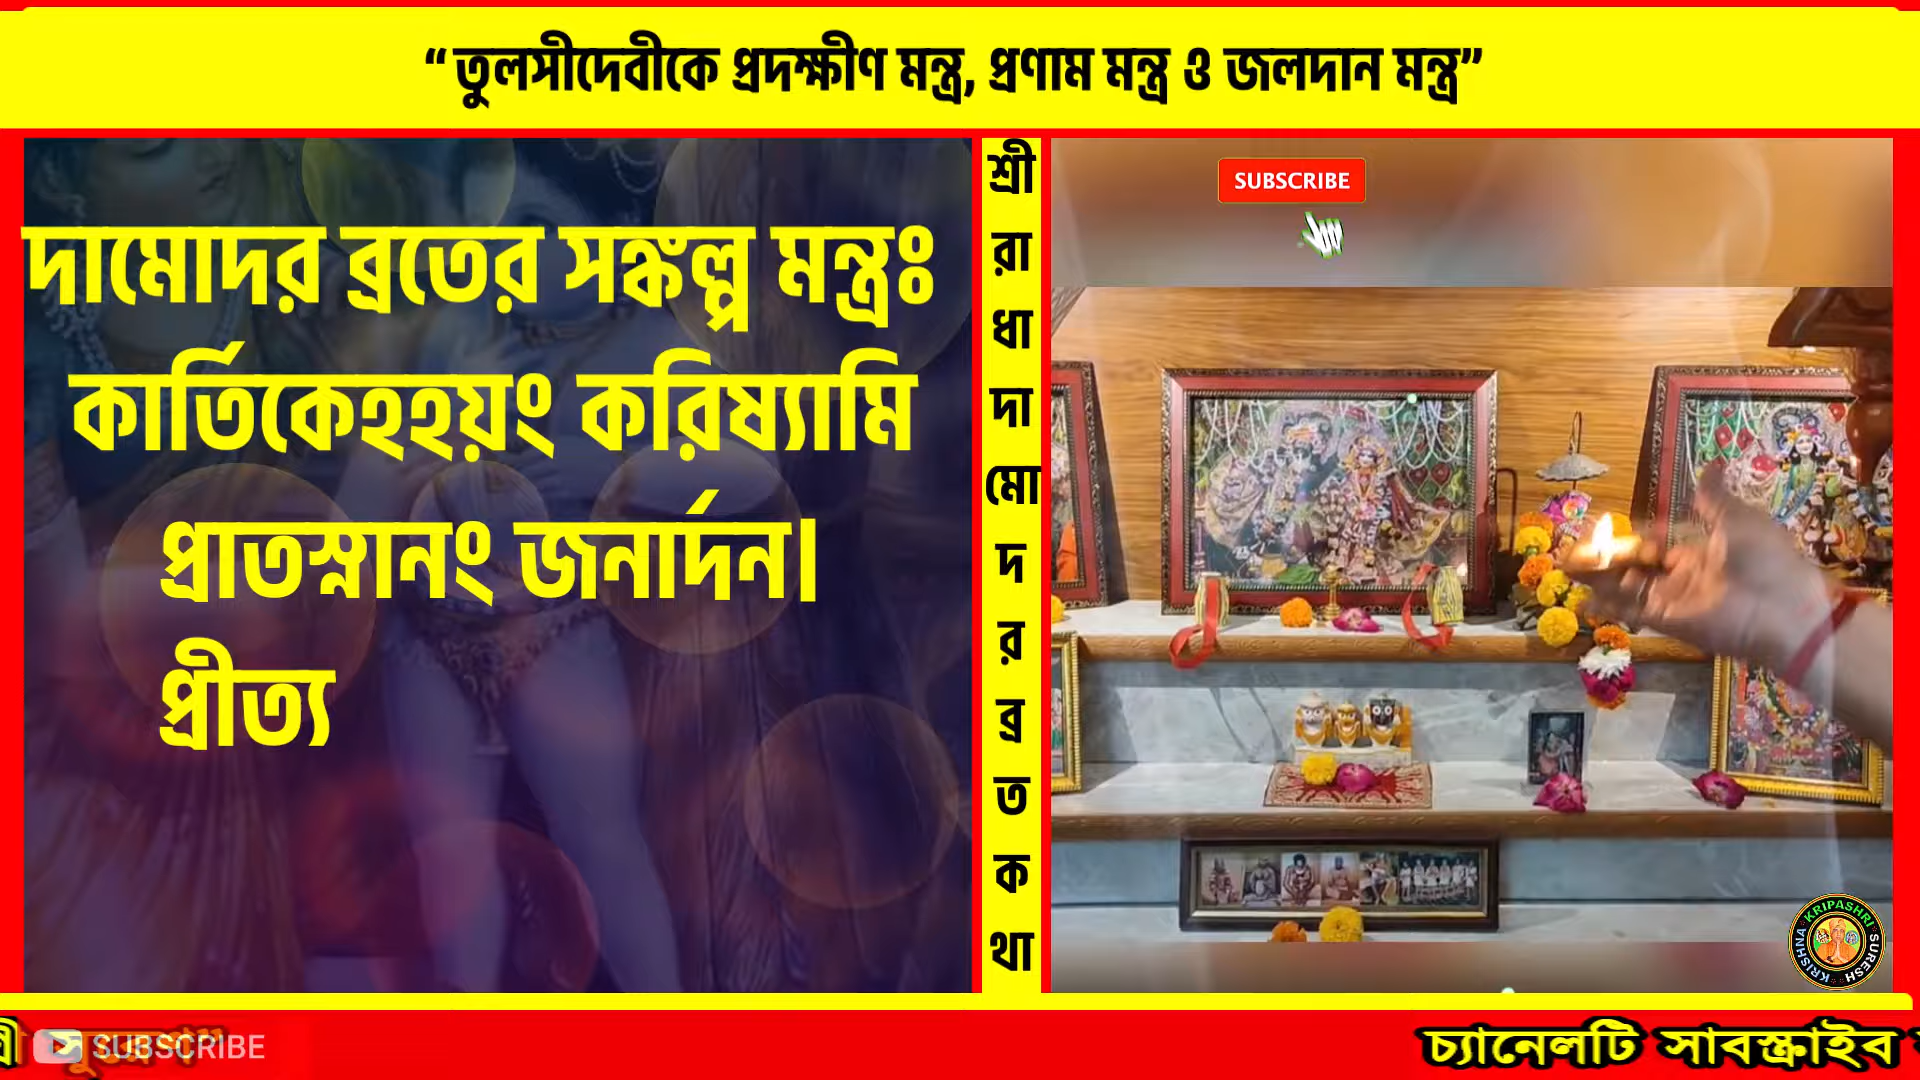 “তুলসীদেবীকে প্রদক্ষীণ মন্ত্র, প্রণাম মন্ত্র ও জলদান মন্ত্র”
দামোদর ব্রতের সঙ্কল্প মন্ত্রঃ
কার্তিকেহহয়ং করিষ্যামি
প্রাতস্নানং জনার্দন।
প্রীত্য
শ্রী
রা
ধা
দা
মো
দ
র
ব্র
ত
ক
থা
SUBSCRIBE
KRIPASHRI
KRISHNA
SURESH
SUBSCRIBE
চ্যানেলটি সাবস্ক্রাইব